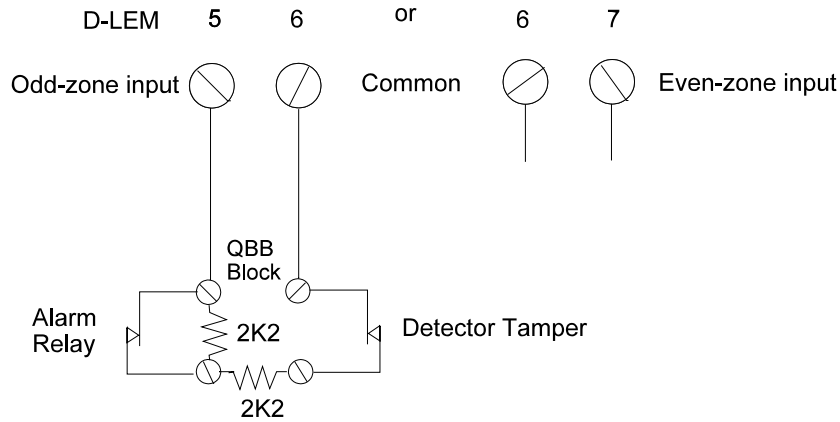 D-LEM 5 6 or 6 7
Odd-zone input Common Even-zone input
QBB
Block
Alarm
Relay
2K2
Detector Tamper
2K2